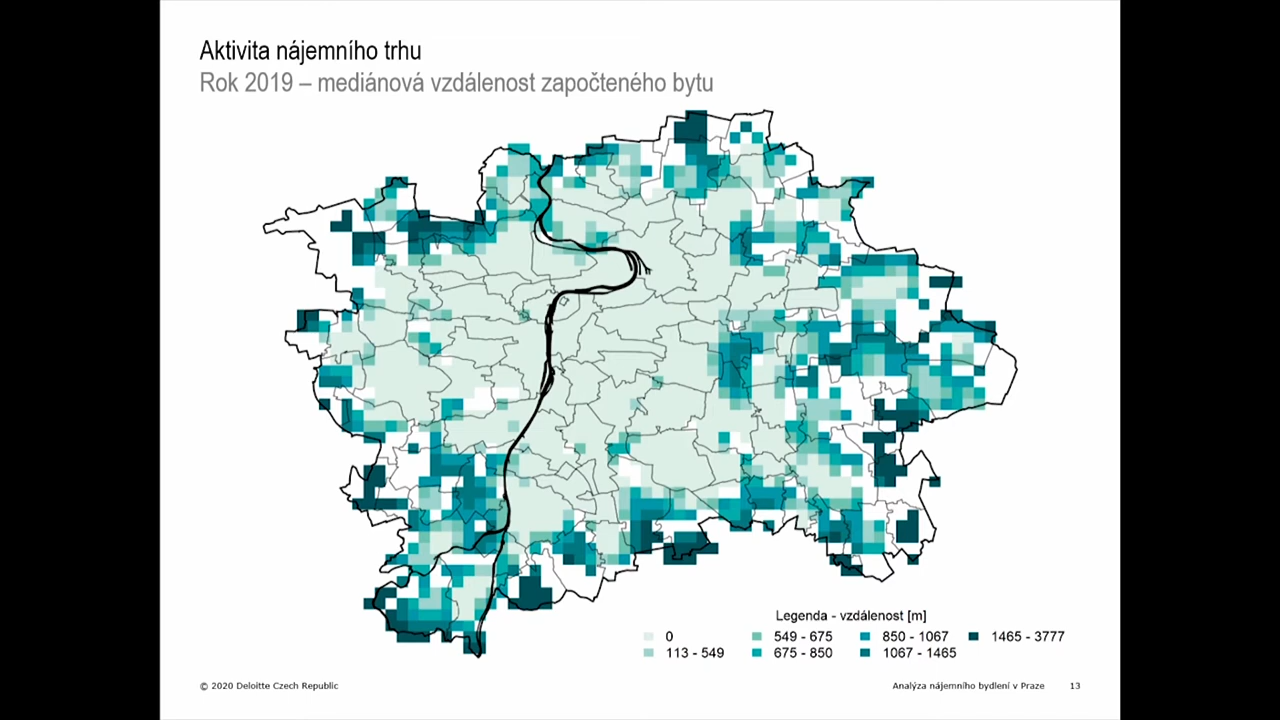 Aktivita nájemního trhu
Rok 2019 – mediánová vzdálenost započteného bytu
Legenda - vzdálenost [m]
0
549 - 675
850 - 1067
1465 - 3777
113 - 549
675 - 850
1067 - 1465
© 2020 Deloitte Czech Republic
Analýza nájemního bydlení v Praze
13